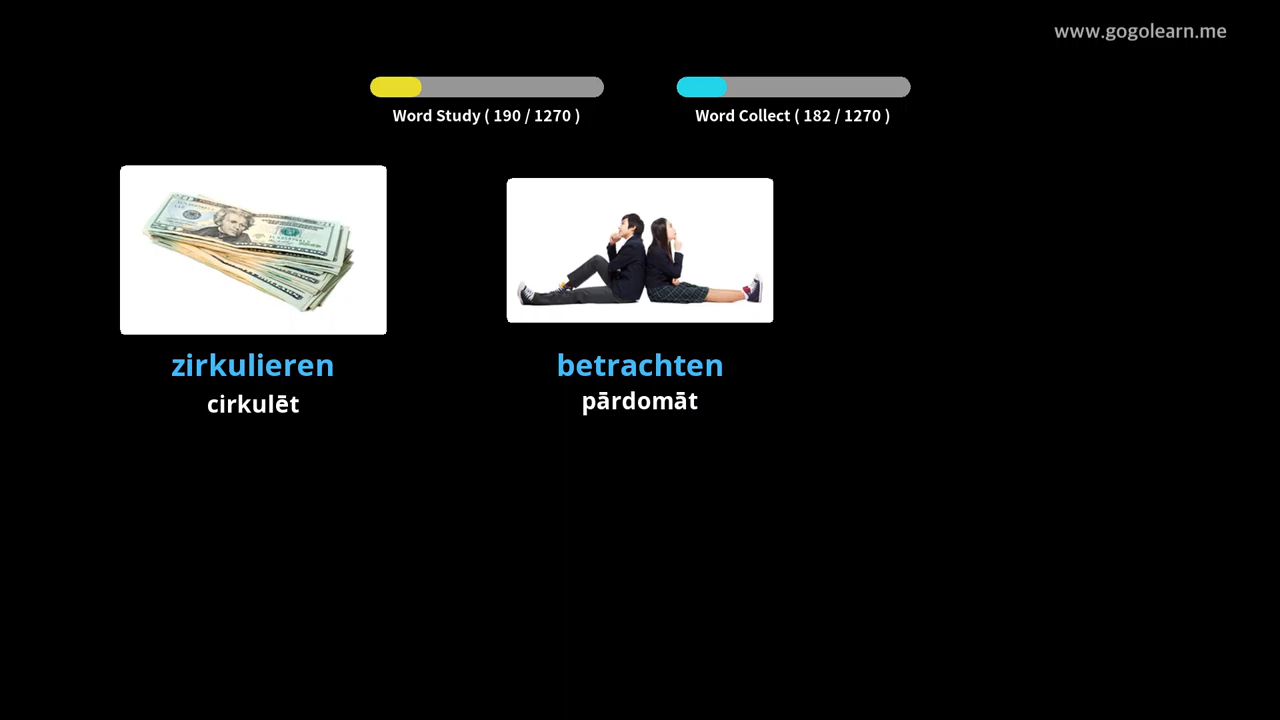 www.gogolearn.me
Word Study ( 190 / 1270 )
Word Collect ( 182 / 1270 )
zirkulieren
cirkulēt
betrachten
pārdomāt